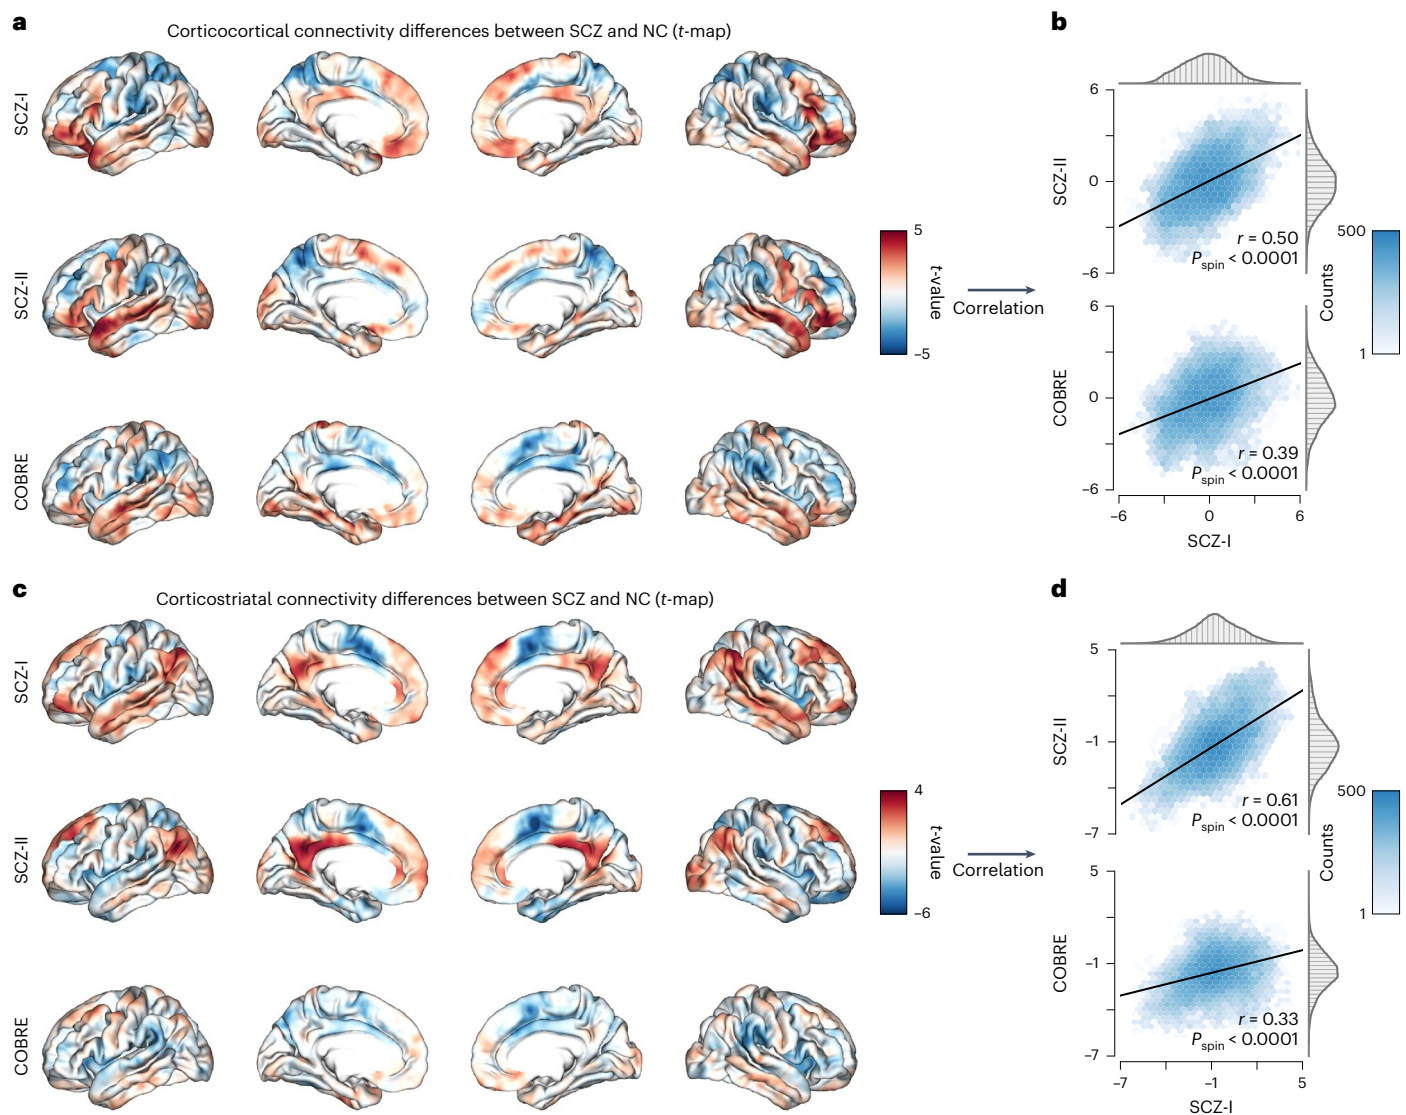 a
Corticocortical connectivity differences between SCZ and NC (t-map)
SCZ-I
SCZ-II
COBRE
5
t-value
–5
Correlation
b
6
SCZ-II
0
–6
r = 0.50
Pspin < 0.0001
6
COBRE
0
–6
r = 0.39
Pspin < 0.0001
–6 0 6
SCZ-I
500
Counts
1
c
Corticostriatal connectivity differences between SCZ and NC (t-map)
SCZ-I
SCZ-II
COBRE
4
t-value
–6
Correlation
d
5
SCZ-II
–1
–7
r = 0.61
Pspin < 0.0001
5
COBRE
–1
–7
r = 0.33
Pspin < 0.0001
–7 –1 5
SCZ-I
500
Counts
1